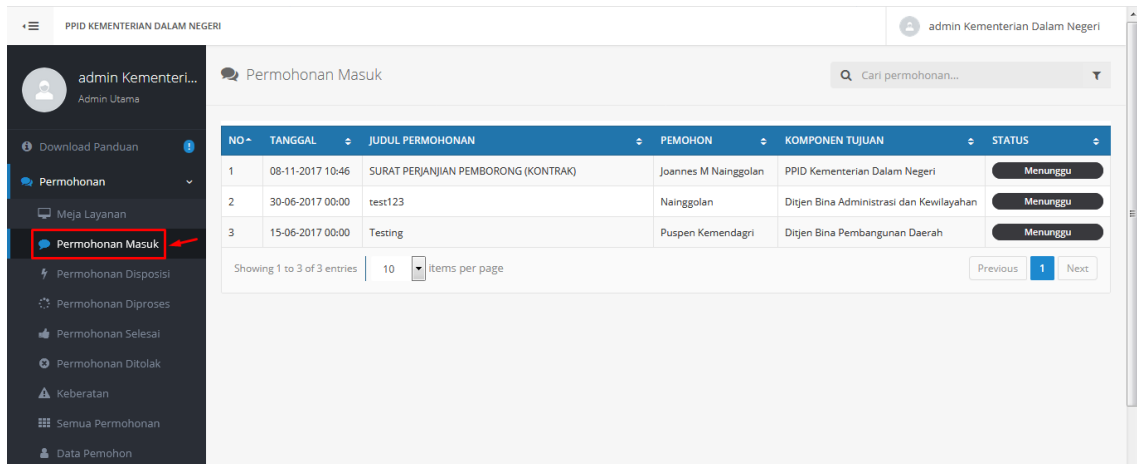 PPID KEMENTERIAN DALAM NEGERI
admin Kementerian Dalam Negeri
admin Kementeri...
Admin Utama
Download Panduan
Permohonan
Meja Layanan
Permohonan Masuk
Permohonan Disposisi
Permohonan Diproses
Permohonan Selesai
Permohonan Ditolak
Keberatan
Semua Permohonan
Data Pemohon
Permohonan Masuk
Cari permohonan...
NO TANGGAL JUDUL PERMOHONAN PEMOHON KOMPONEN TUJUAN STATUS
1 08-11-2017 10:46 SURAT PERJANJIAN PEMBORONG (KONTRAK) Joannes M Nainggolan PPID Kementerian Dalam Negeri Menunggu
2 30-06-2017 00:00 test123 Nainggolan Ditjen Bina Administrasi dan Kewilayahan Menunggu
3 15-06-2017 00:00 Testing Puspen Kemendagri Ditjen Bina Pembangunan Daerah Menunggu
Showing 1 to 3 of 3 entries 10 items per page Previous 1 Next